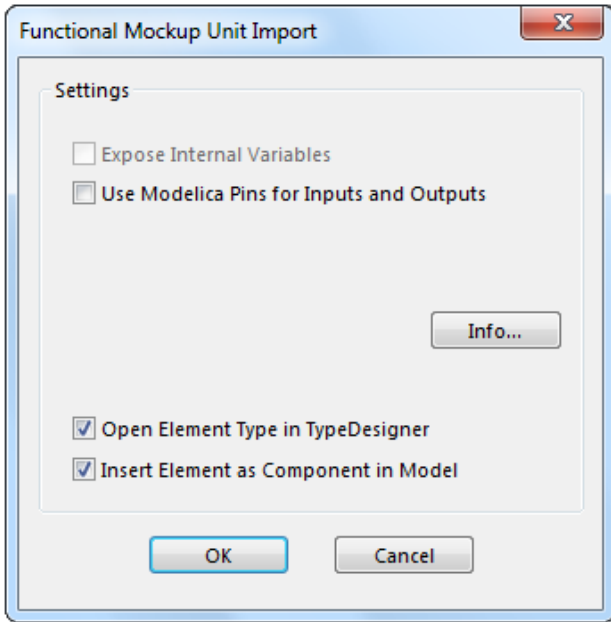 Functional Mockup Unit Import
Settings
Expose Internal Variables
Use Modelica Pins for Inputs and Outputs
Info...
Open Element Type in TypeDesigner
Insert Element as Component in Model
OK
Cancel